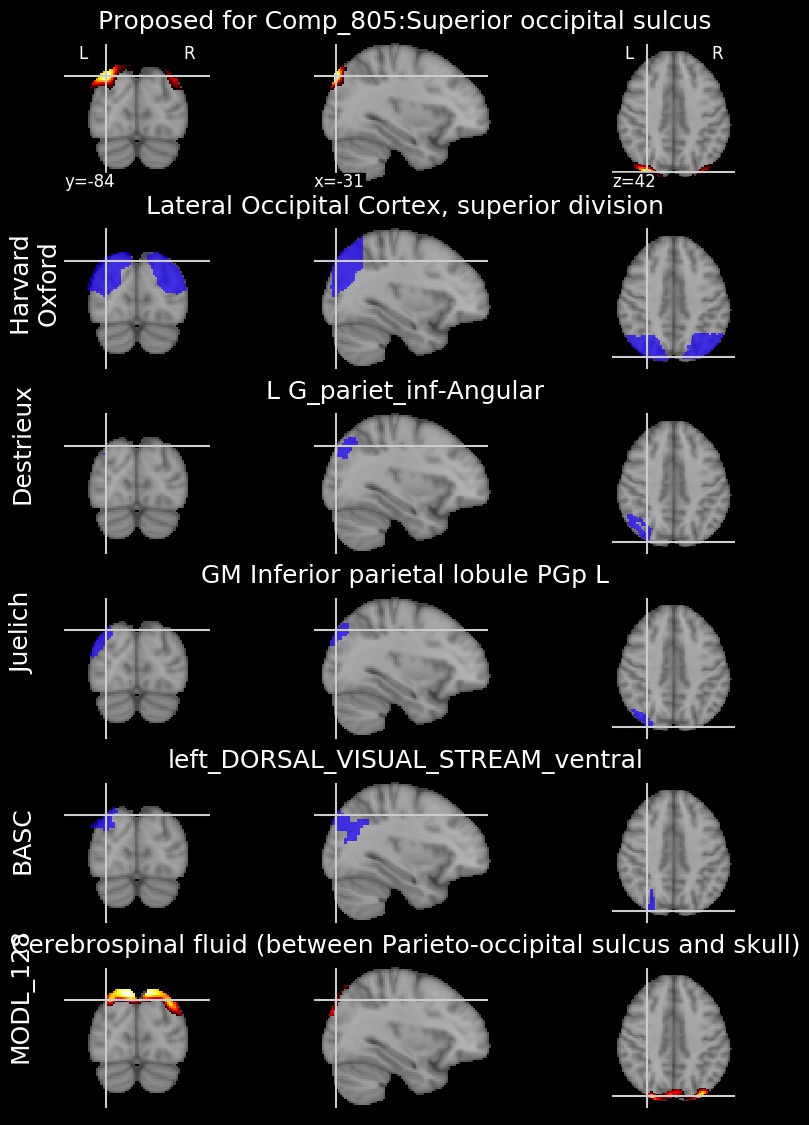 Proposed for Comp_805:Superior occipital sulcus
L R L R
y=-84 x=-31 z=42
Lateral Occipital Cortex, superior division
Harvard
Oxford
L G_pariet_inf-Angular
Destrieux
GM Inferior parietal lobule PGp L
Juelich
left_DORSAL_VISUAL_STREAM_ventral
BASC
erebrospinal fluid (between Parieto-occipital sulcus and skull)
MODL_128